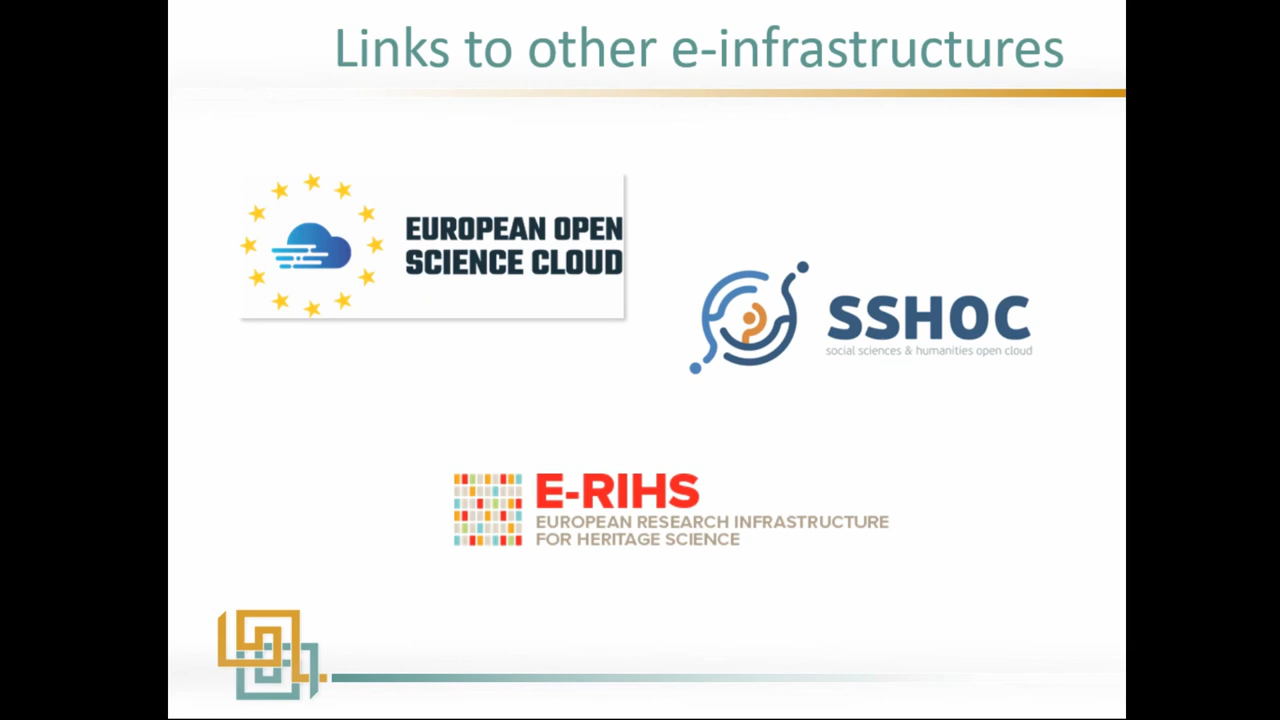 Links to other e-infrastructures
EUROPEAN OPEN
SCIENCE CLOUD
SSHOC
social sciences & humanities open cloud
E-RIHS
EUROPEAN RESEARCH INFRASTRUCTURE
FOR HERITAGE SCIENCE